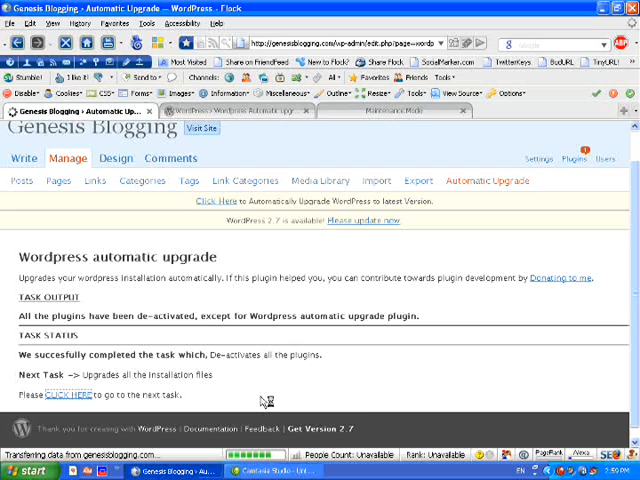 Genesis Blogging › Automatic Upgrade — WordPress - Flock
File Edit View History Favorites Tools Accessibility Help
http://genesisblogging.com/wp-admin/edit.php?page=wordp
Google
Most Visited Share on FriendFeed New to Flock? Share Flock SocialMarker.com TwitterKeys BudURL TinyURL!
Stumble! I like it! Send to Channels: All Favorites Friends Tools
Disable Cookies CSS Forms Images Information Miscellaneous Outline Resize Tools View Source Options
Genesis Blogging › Automatic Up...
WordPress › Wordpress Automatic upgr...
Maintenance Mode
Genesis Blogging
Visit Site
Write Manage Design Comments
Settings Plugins 1 Users
Posts Pages Links Categories Tags Link Categories Media Library Import Export Automatic Upgrade
Click Here to Automatically Upgrade WordPress to latest Version.
WordPress 2.7 is available! Please update now.
Wordpress automatic upgrade
Upgrades your wordpress installation automatically. If this plugin helped you, you can contribute towards plugin development by Donating to me.
TASK OUTPUT
All the plugins have been de-activated, except for Wordpress automatic upgrade plugin.
TASK STATUS
We succesfully completed the task which, De-activates all the plugins.
Next Task -> Upgrades all the installation files
Please CLICK HERE to go to the next task.
Thank you for creating with WordPress | Documentation | Feedback | Get Version 2.7
Transferring data from genesisblogging.com...
People Count: Unavailable
Rank: Unavailable
PageRank
Alexa
SEO
start
Genesis Blogging › Au...
Camtasia Studio - Unt...
EN
2:59 PM